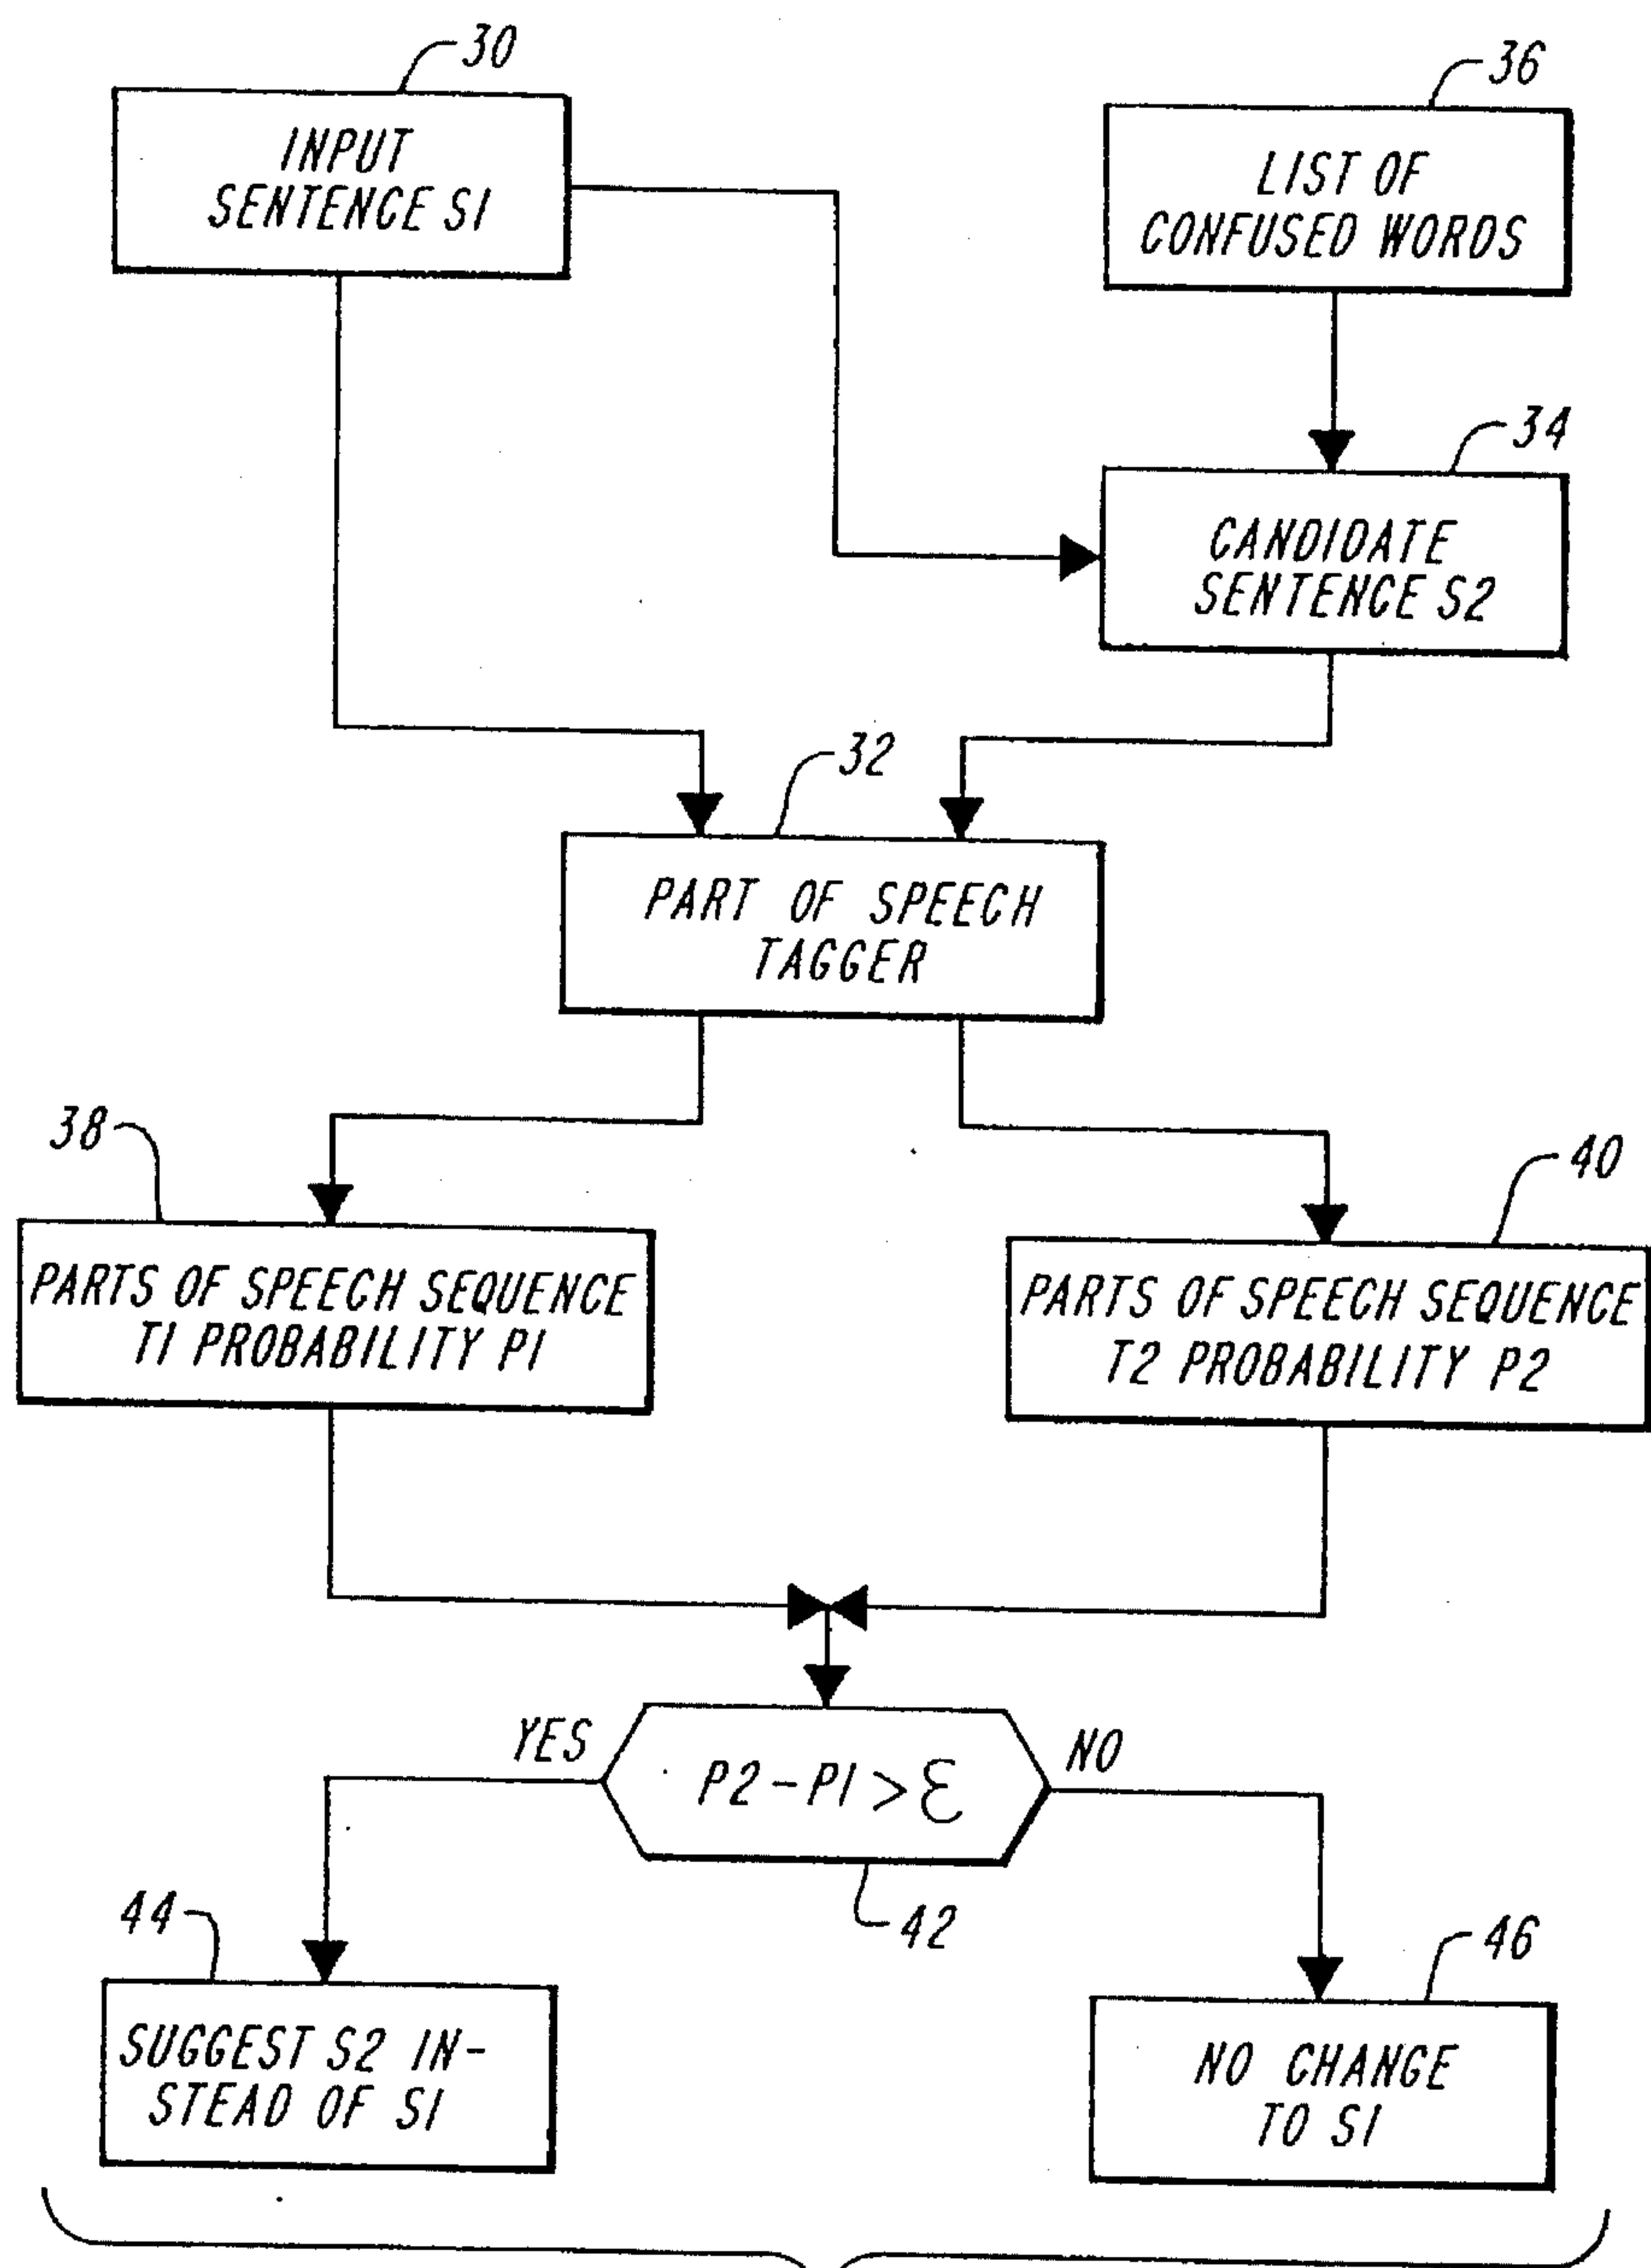 30
INPUT
SENTENCE S1
36
LIST OF
CONFUSED WORDS
34
CANDIDATE
SENTENCE S2
32
PART OF SPEECH
TAGGER
38
PARTS OF SPEECH SEQUENCE
T1 PROBABILITY P1
40
PARTS OF SPEECH SEQUENCE
T2 PROBABILITY P2
YES
P2-P1>Ɛ
NO
42
44
SUGGEST S2 IN-
STEAD OF S1
46
NO CHANGE
TO S1